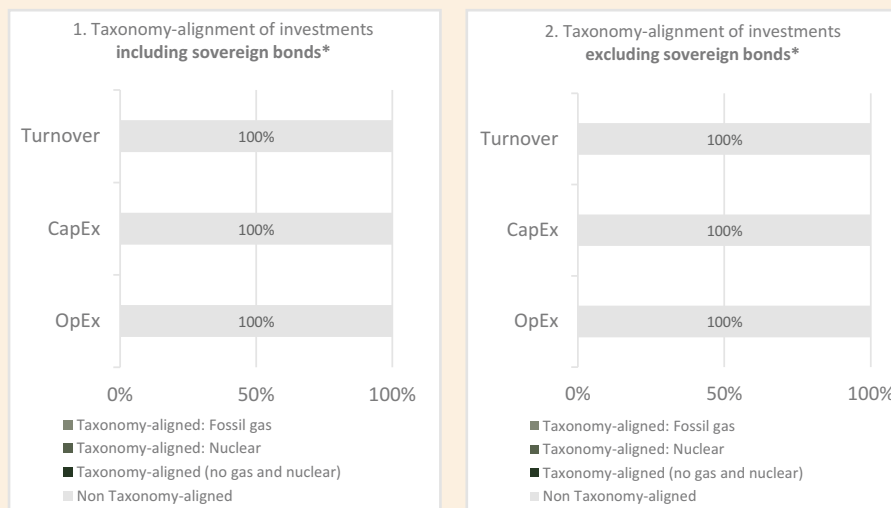 1. Taxonomy-alignment of investments
including sovereign bonds*
Turnover
100%
CapEx
100%
OpEx
100%
0%
50%
100%
Taxonomy-aligned: Fossil gas
Taxonomy-aligned: Nuclear
Taxonomy-aligned (no gas and nuclear)
Non Taxonomy-aligned
2. Taxonomy-alignment of investments
excluding sovereign bonds*
Turnover
100%
CapEx
100%
OpEx
100%
0%
50%
100%
Taxonomy-aligned: Fossil gas
Taxonomy-aligned: Nuclear
Taxonomy-aligned (no gas and nuclear)
Non Taxonomy-aligned